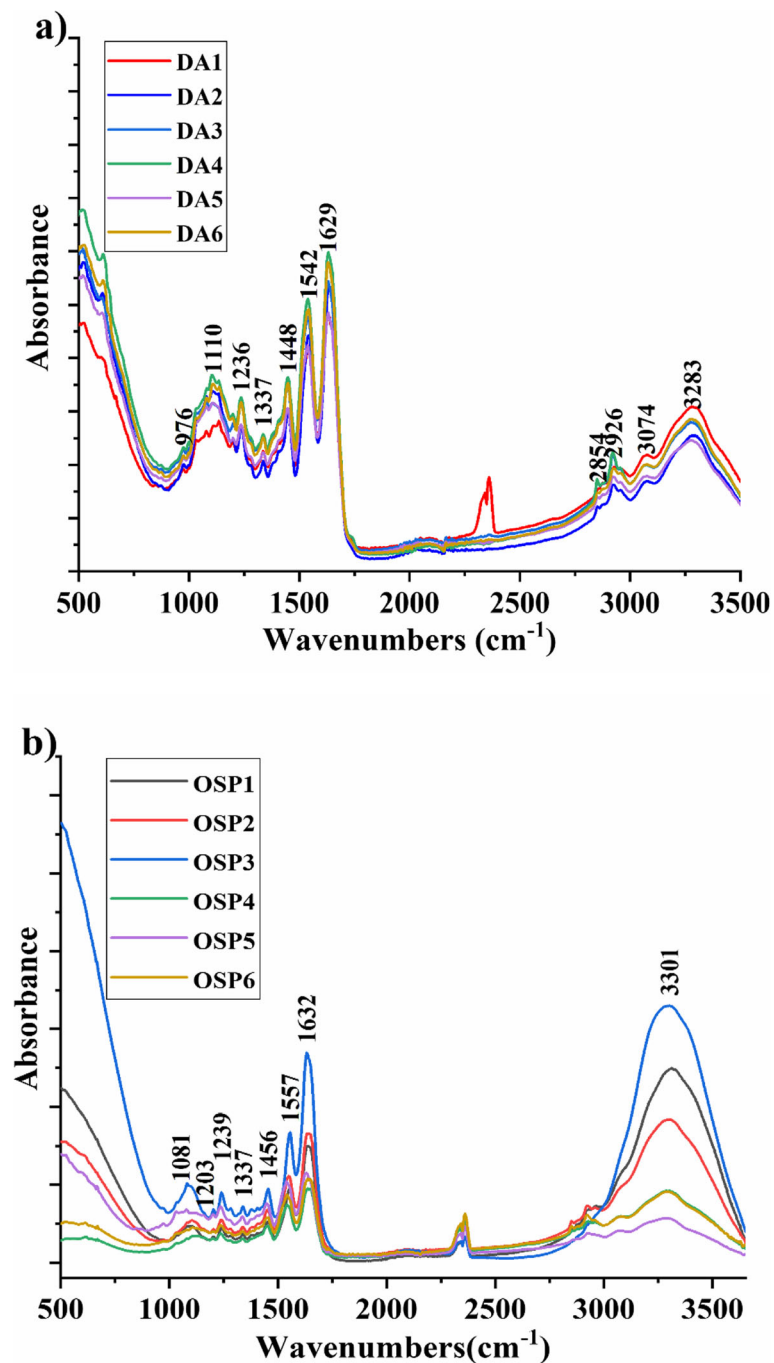 a)
DA1
DA2
DA3
DA4
DA5
DA6
Absorbance
976
1110
1236
1337
1448
1542
1629
2854
2926
3074
3283
500
1000
1500
2000
2500
3000
3500
Wavenumbers (cm⁻¹)
b)
OSP1
OSP2
OSP3
OSP4
OSP5
OSP6
Absorbance
1081
1203
1239
1337
1456
1557
1632
3301
500
1000
1500
2000
2500
3000
3500
Wavenumbers(cm⁻¹)